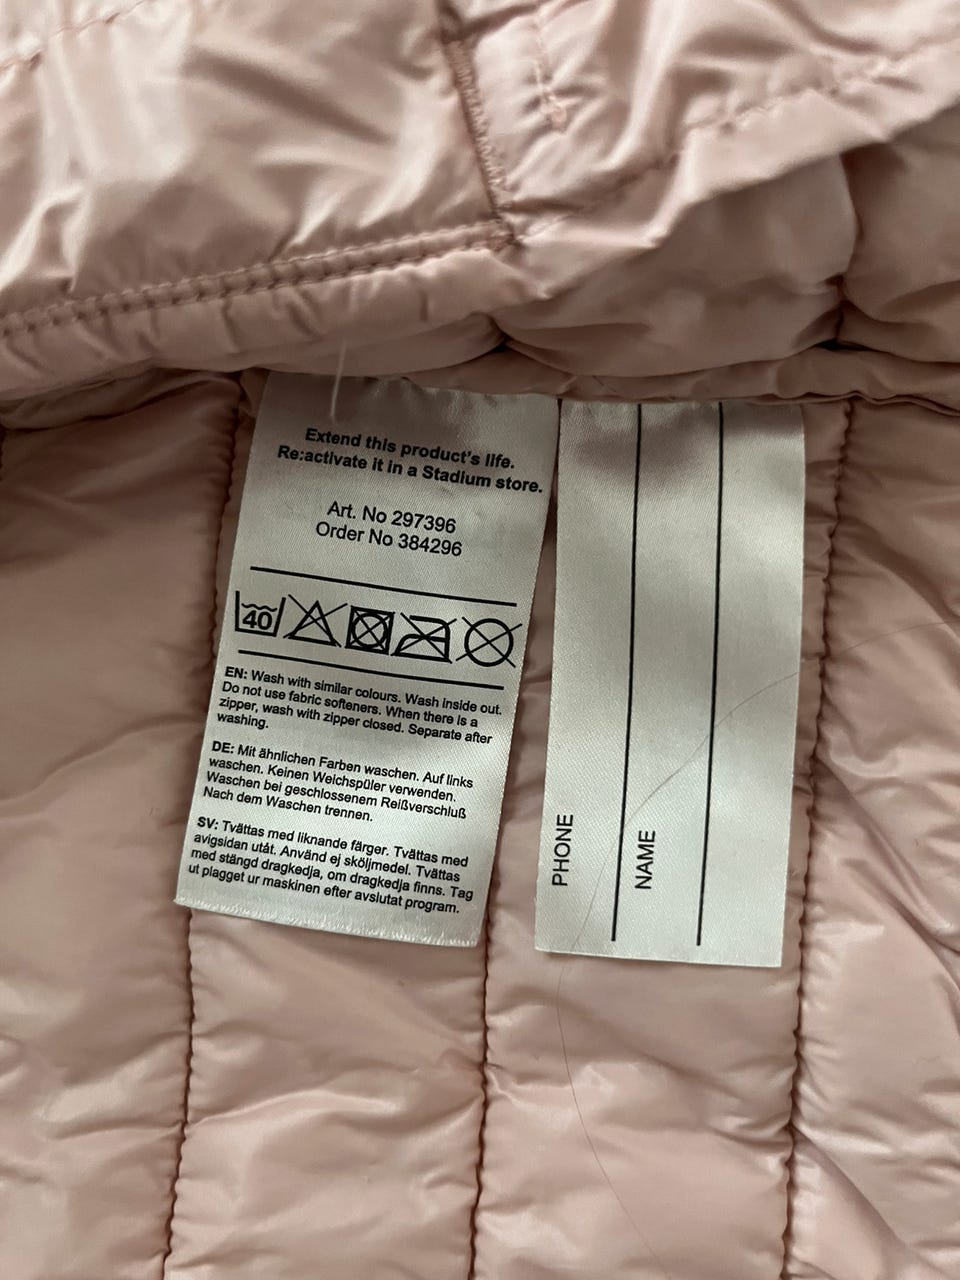 Extend this product's life.
Re:activate it in a Stadium store.
Art. No 297396
Order No 384296
40
EN: Wash with similar colours. Wash inside out.
Do not use fabric softeners. When there is a
zipper, wash with zipper closed. Separate after
washing.
DE: Mit ähnlichen Farben waschen. Auf links
waschen. Keinen Weichspüler verwenden.
Waschen bei geschlossenem Reißverschluß
Nach dem Waschen trennen.
SV: Tvättas med liknande färger. Tvättas med
avigsidan utåt. Använd ej sköljmedel. Tvättas
med stängd dragkedja, om dragkedja finns. Tag
ut plagget ur maskinen efter avslutat program.
PHONE
NAME